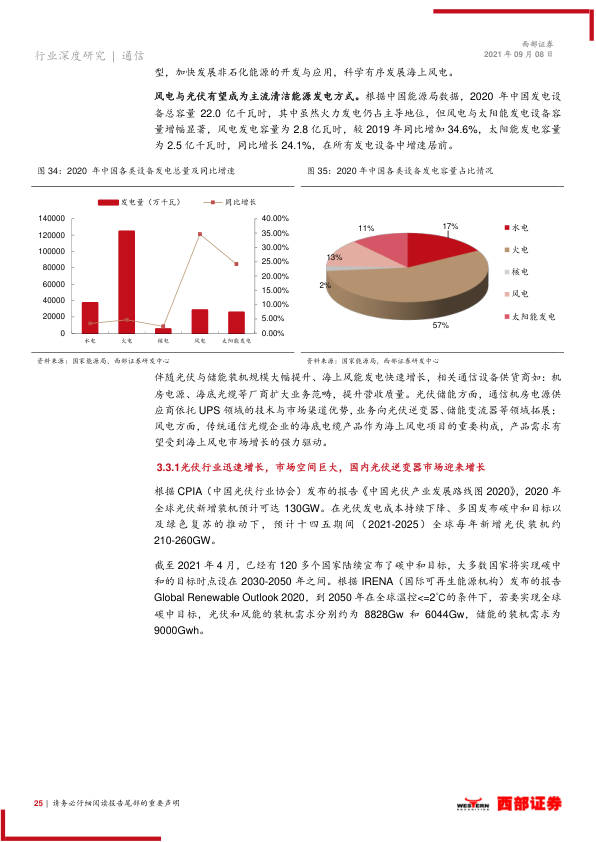 西部证券
行业深度研究 | 通信
2021 年 09 月 08 日
型，加快发展非石化能源的开发与应用，科学有序发展海上风电。
风电与光伏有望成为主流清洁能源发电方式。根据中国能源局数据，2020 年中国发电设
备总容量 22.0 亿千瓦时，其中虽然火力发电仍占主导地位，但风电与太阳能发电设备容
量增幅显著，风电发电容量为 2.8 亿瓦时，较 2019 年同比增加 34.6%，太阳能发电容量
为 2.5 亿千瓦时，同比增长 24.1%，在所有发电设备中增速居前。
图 34：2020 年中国各类设备发电总量及同比增速
图 35：2020 年中国各类设备发电容量占比情况
发电量（万千瓦） 同比增长
140000
120000
100000
80000
60000
40000
20000
0
40.00%
35.00%
30.00%
25.00%
20.00%
15.00%
10.00%
5.00%
0.00%
水电 火电 核电 风电 太阳能发电
17%
57%
2%
13%
11%
水电
火电
核电
风电
太阳能发电
资料来源：国家能源局，西部证券研发中心
资料来源：国家能源局，西部证券研发中心
伴随光伏与储能装机规模大幅提升、海上风能发电快速增长，相关通信设备供货商如：机
房电源、海底光缆等厂商扩大业务范畴，提升营收质量。光伏储能方面，通信机房电源供
应商依托 UPS 领域的技术与市场渠道优势，业务向光伏逆变器、储能变流器等领域拓展；
风电方面，传统通信光缆企业的海底电缆产品作为海上风电项目的重要构成，产品需求有
望受到海上风电市场增长的强力驱动。
3.3.1光伏行业迅速增长，市场空间巨大，国内光伏逆变器市场迎来增长
根据 CPIA（中国光伏行业协会）发布的报告《中国光伏产业发展路线图 2020》，2020 年
全球光伏新增装机预计可达 130GW。在光伏发电成本持续下降、多国发布碳中和目标以
及绿色复苏的推动下，预计十四五期间（2021-2025）全球每年新增光伏装机约
210-260GW。
截至 2021 年 4 月，已经有 120 多个国家陆续宣布了碳中和目标，大多数国家将实现碳中
和的目标时点设在 2030-2050 年之间。根据 IRENA（国际可再生能源机构）发布的报告
Global Renewable Outlook 2020，到 2050 年在全球温控<=2℃的条件下，若要实现全球
碳中目标，光伏和风能的装机需求分别约为 8828Gw 和 6044Gw，储能的装机需求为
9000Gwh。
25 | 请务必仔细阅读报告尾部的重要声明
WESTERN
SECURITIES
西部证券